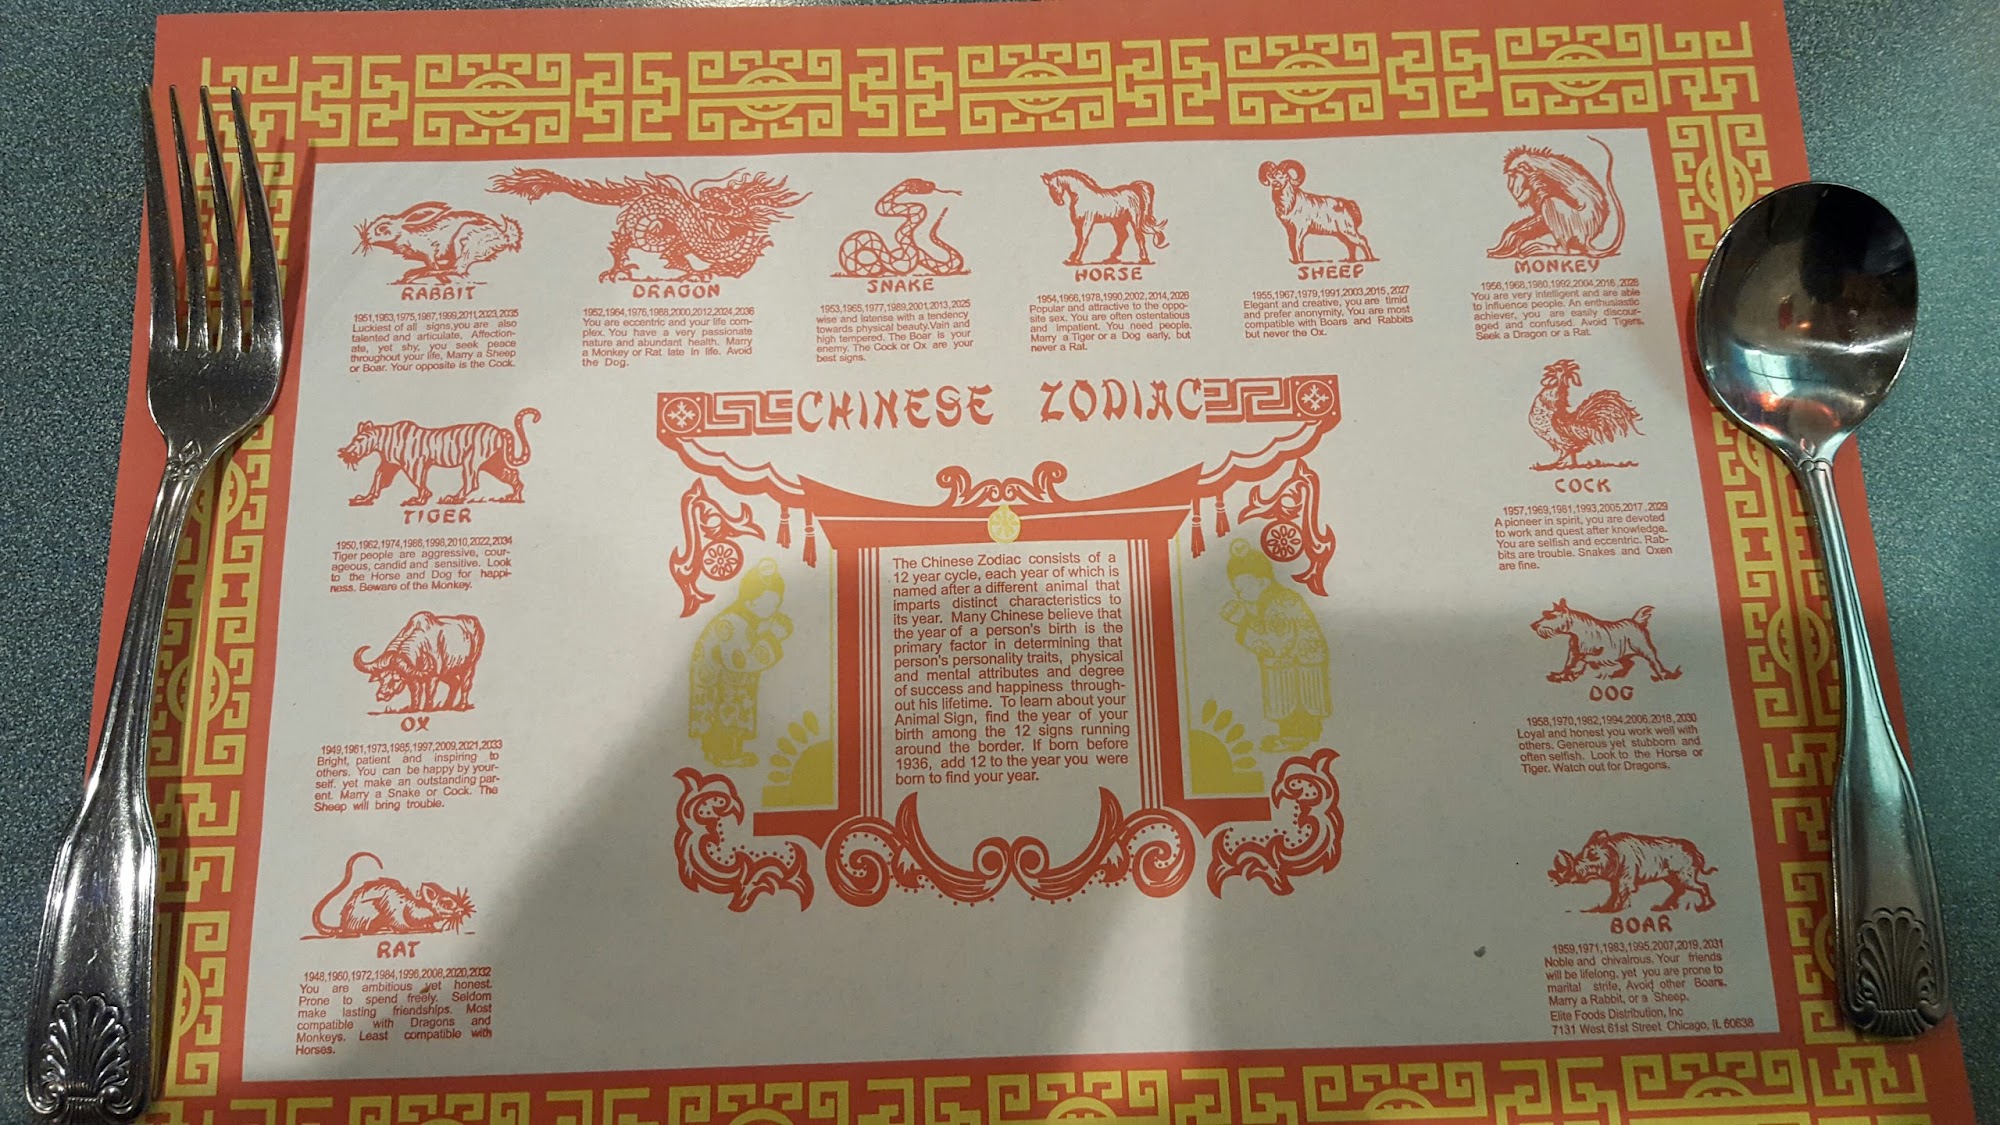 RABBIT
1951,1963,1975,1987,1999,2011,2023,2035
Luckiest of all signs,you are also
talented and articulate. Affection-
ate, yet shy, you seek peace
throughout your life, Marry a Sheep
or Boar. Your opposite is the Cock.
DRAGON
1952,1964,1976,1988,2000,2012,2024,2036
You are eccentric and your life com-
plex. You have a very passionate
nature and abundant health. Marry
a Monkey or Rat late in life. Avoid
the Dog.
SNAKE
1953,1965,1977,1989,2001,2013,2025
wise and intense with a tendency
towards physical beauty.Vain and
high tempered. The Boar is your
enemy. The Cock or Ox are your
best signs.
HORSE
1954,1966,1978,1990,2002,2014,2026
Popular and attractive to the oppo-
site sex. You are often ostentatious
and impatient. You need people.
Marry a Tiger or a Dog early, but
never a Rat.
SHEEP
1955,1967,1979,1991,2003,2015,2027
Elegant and creative, you are timid
and prefer anonymity. You are most
compatible with Boars and Rabbits
but never the Ox.
MONKEY
1956,1968,1980,1992,2004,2016,2028
You are very intelligent and are able
to influence people. An enthusiastic
achiever, you are easily discour-
aged and confused. Avoid Tigers.
Seek a Dragon or a Rat.
TIGER
1950,1962,1974,1986,1998,2010,2022,2034
Tiger people are aggressive, cour-
ageous, candid and sensitive. Look
to the Horse and Dog for happi-
ness. Beware of the Monkey.
OX
1949,1961,1973,1985,1997,2009,2021,2033
Bright, patient and inspiring to
others. You can be happy by your-
self. yet make an outstanding par-
ent. Marry a Snake or Cock. The
Sheep will bring trouble.
RAT
1948,1960,1972,1984,1996,2008,2020,2032
You are ambitious yet honest.
Prone to spend freely. Seldom
make lasting friendships. Most
compatible with Dragons and
Monkeys. Least compatible with
Horses.
CHINESE ZODIAC
The Chinese Zodiac consists of a
12 year cycle, each year of which is
named after a different animal that
imparts distinct characteristics to
its year. Many Chinese believe that
the year of a person's birth is the
primary factor in determining that
person's personality traits, physical
and mental attributes and degree
of success and happiness through-
out his lifetime. To learn about your
Animal Sign, find the year of your
birth among the 12 signs running
around the border. If born before
1936, add 12 to the year you were
born to find your year.
COCK
1957,1969,1981,1993,2005,2017,2029
A pioneer in spirit, you are devoted
to work and quest after knowledge.
You are selfish and eccentric. Rab-
bits are trouble. Snakes and Oxen
are fine.
DOG
1958,1970,1982,1994,2006,2018,2030
Loyal and honest you work well with
others. Generous yet stubborn and
often selfish. Look to the Horse or
Tiger. Watch out for Dragons.
BOAR
1959,1971,1983,1995,2007,2019,2031
Noble and chivalrous. Your friends
will be lifelong, yet you are prone to
marital strife, Avoid other Boars.
Marry a Rabbit, or a Sheep.
Elite Foods Distribution, Inc
7131 West 61st Street Chicago, IL 60638